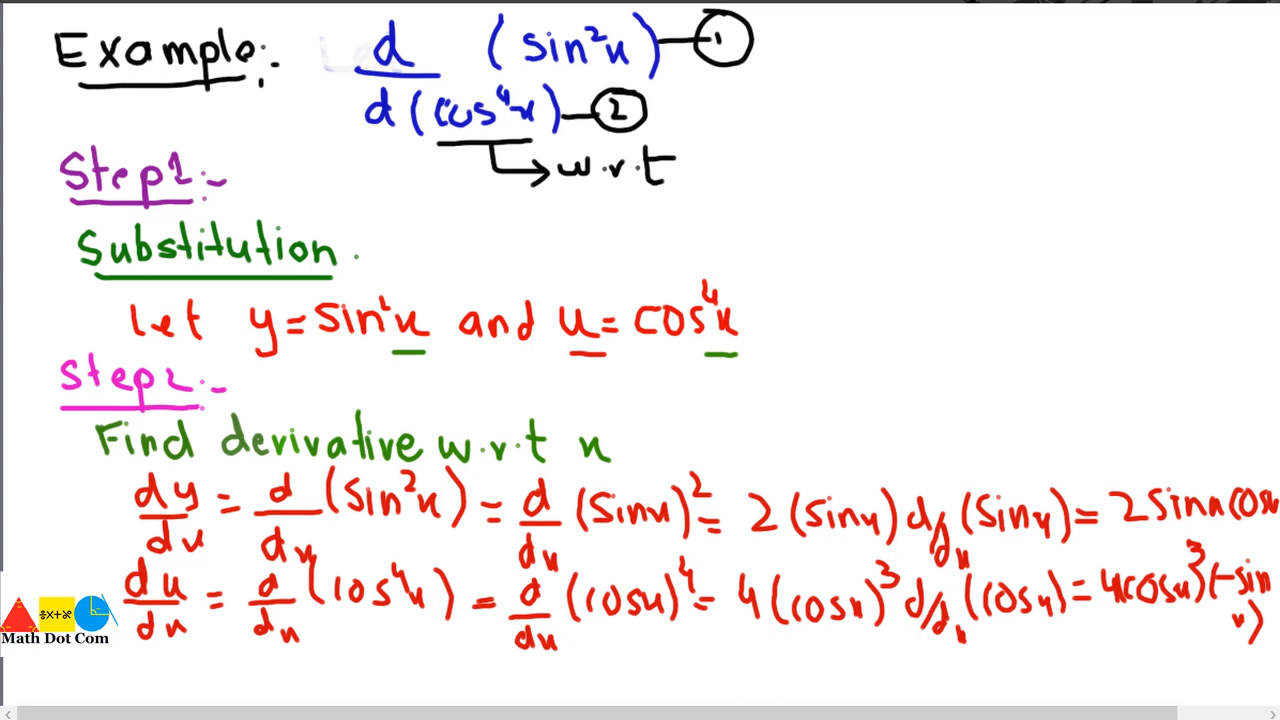 Example:- d/d(cos⁴x) (sin²x) — ①
— ②
→ w.r.t
Step1:-
Substitution.
Let y = sin²x and u = cos⁴x
Step2:-
Find derivative w.r.t x
dy/dx = d/dx (sin²x) = d/dx (sinx)² = 2(sinx) d/dx (sinx) = 2 sinx cosx
du/dx = d/dx (cos⁴x) = d/dx (cosx)⁴ = 4(cosx)³ d/dx (cosx) = 4(cosx)³(-sinx)
Math Dot Com